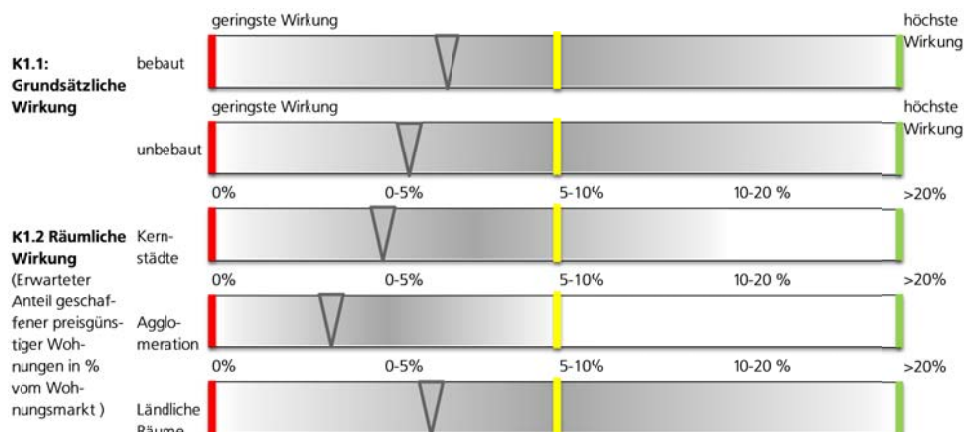 geringste Wirkung höchste Wirkung
K1.1: Grundsätzliche Wirkung
bebaut
geringste Wirkung höchste Wirkung
unbebaut
0% 0-5% 5-10% 10-20 % >20%
K1.2 Räumliche Wirkung
(Erwarteter
Anteil geschaf-
fener preisgüns-
tiger Woh-
nungen in %
vom Woh-
nungsmarkt )
Kern-
städte
0% 0-5% 5-10% 10-20 % >20%
Agglo-
meration
0% 0-5% 5-10% 10-20 % >20%
Ländliche
Räume